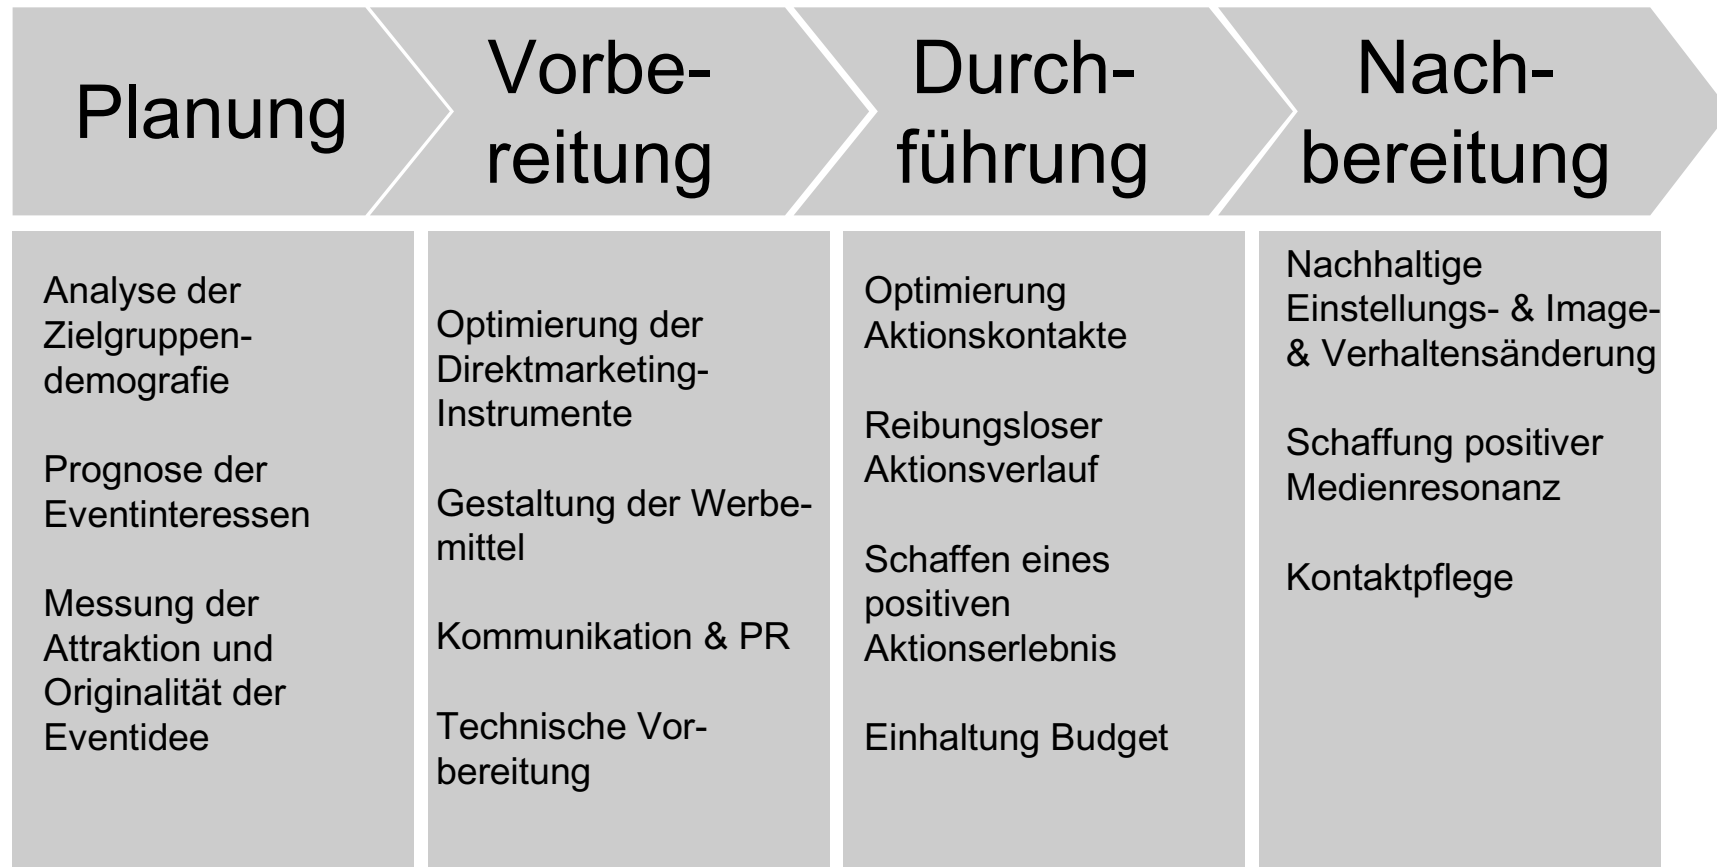 Planung
Vorbe-
reitung
Durch-
führung
Nach-
bereitung
Analyse der
Zielgruppen-
demografie
Prognose der
Eventinteressen
Messung der
Attraktion und
Originalität der
Eventidee
Optimierung der
Direktmarketing-
Instrumente
Gestaltung der Werbe-
mittel
Kommunikation & PR
Technische Vor-
bereitung
Optimierung
Aktionskontakte
Reibungsloser
Aktionsverlauf
Schaffen eines
positiven
Aktionserlebnis
Einhaltung Budget
Nachhaltige
Einstellungs- & Image-
& Verhaltensänderung
Schaffung positiver
Medienresonanz
Kontaktpflege